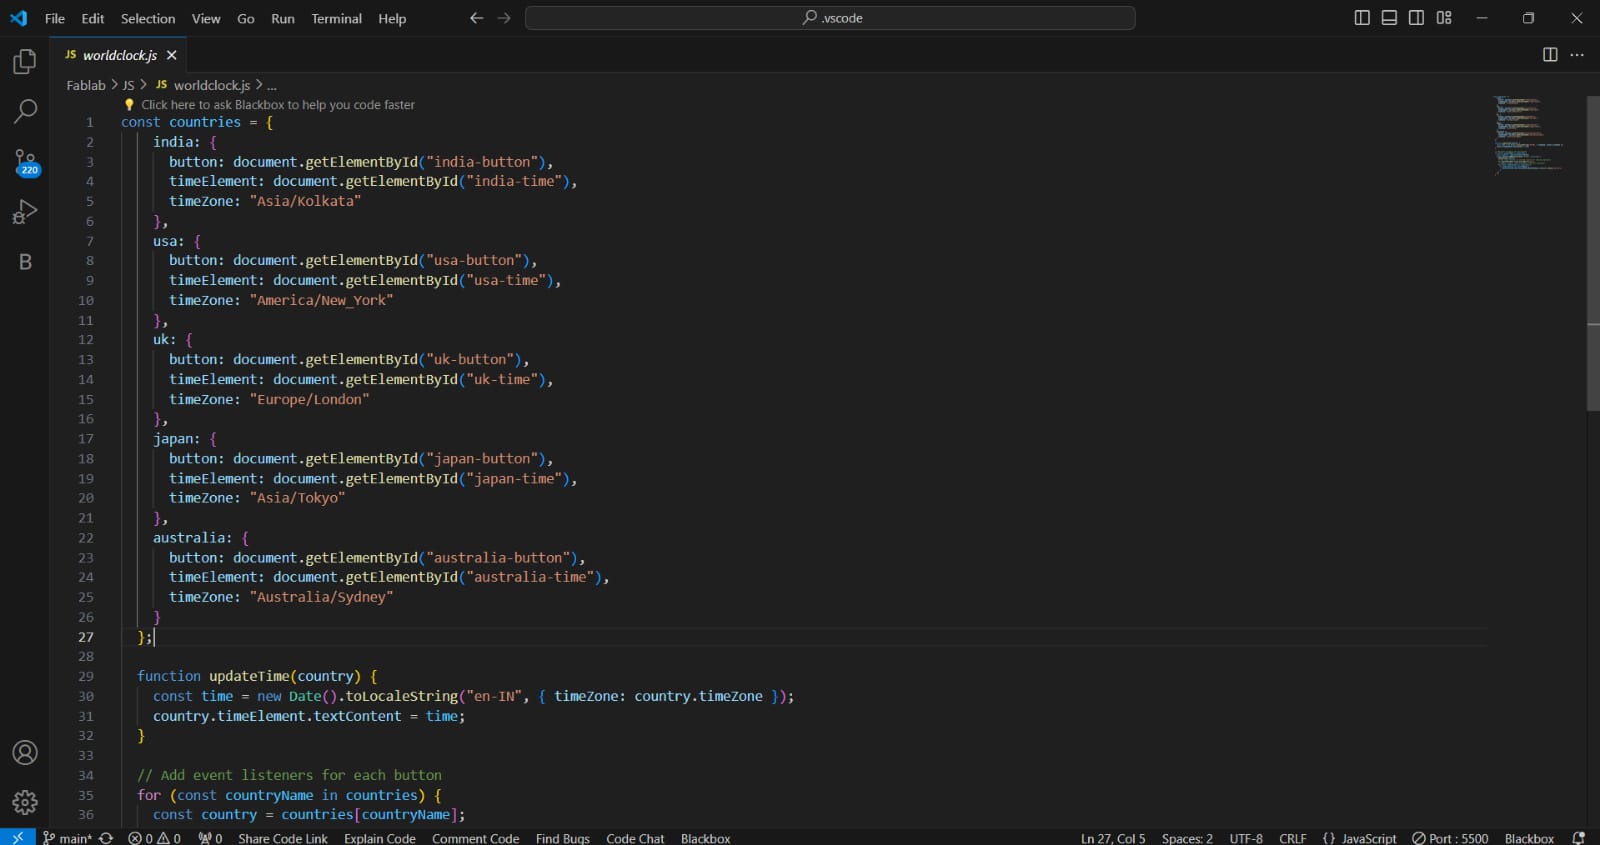 File Edit Selection View Go Run Terminal Help .vscode
JS worldclock.js
Fablab > JS > JS worldclock.js > ...
Click here to ask Blackbox to help you code faster
1 const countries = {
2 india: {
3 button: document.getElementById("india-button"),
4 timeElement: document.getElementById("india-time"),
5 timeZone: "Asia/Kolkata"
6 },
7 usa: {
8 button: document.getElementById("usa-button"),
9 timeElement: document.getElementById("usa-time"),
10 timeZone: "America/New_York"
11 },
12 uk: {
13 button: document.getElementById("uk-button"),
14 timeElement: document.getElementById("uk-time"),
15 timeZone: "Europe/London"
16 },
17 japan: {
18 button: document.getElementById("japan-button"),
19 timeElement: document.getElementById("japan-time"),
20 timeZone: "Asia/Tokyo"
21 },
22 australia: {
23 button: document.getElementById("australia-button"),
24 timeElement: document.getElementById("australia-time"),
25 timeZone: "Australia/Sydney"
26 }
27 };
28
29 function updateTime(country) {
30 const time = new Date().toLocaleString("en-IN", { timeZone: country.timeZone });
31 country.timeElement.textContent = time;
32 }
33
34 // Add event listeners for each button
35 for (const countryName in countries) {
36 const country = countries[countryName];
220
B
main* 0 0 0 Share Code Link Explain Code Comment Code Find Bugs Code Chat Blackbox Ln 27, Col 5 Spaces: 2 UTF-8 CRLF {} JavaScript Port : 5500 Blackbox